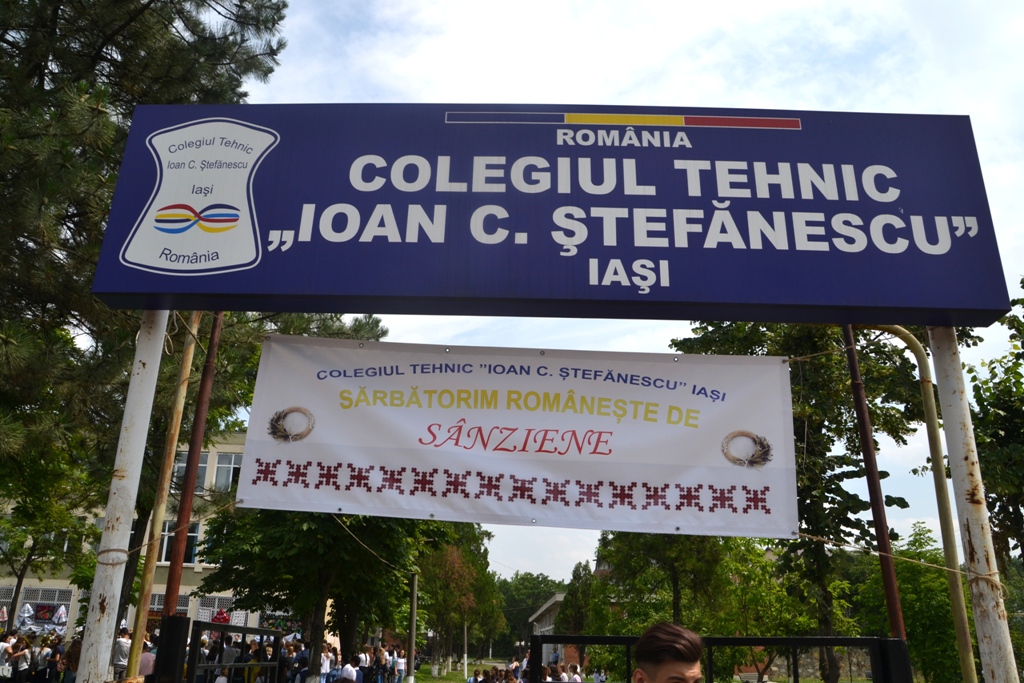 Colegiul Tehnic
Ioan C. Ştefănescu
Iaşi
România
ROMÂNIA
COLEGIUL TEHNIC
„IOAN C. ŞTEFĂNESCU”
IAŞI
COLEGIUL TEHNIC ”IOAN C. ŞTEFĂNESCU” IAŞI
SĂRBĂTORIM ROMÂNEŞTE DE
SÂNZIENE